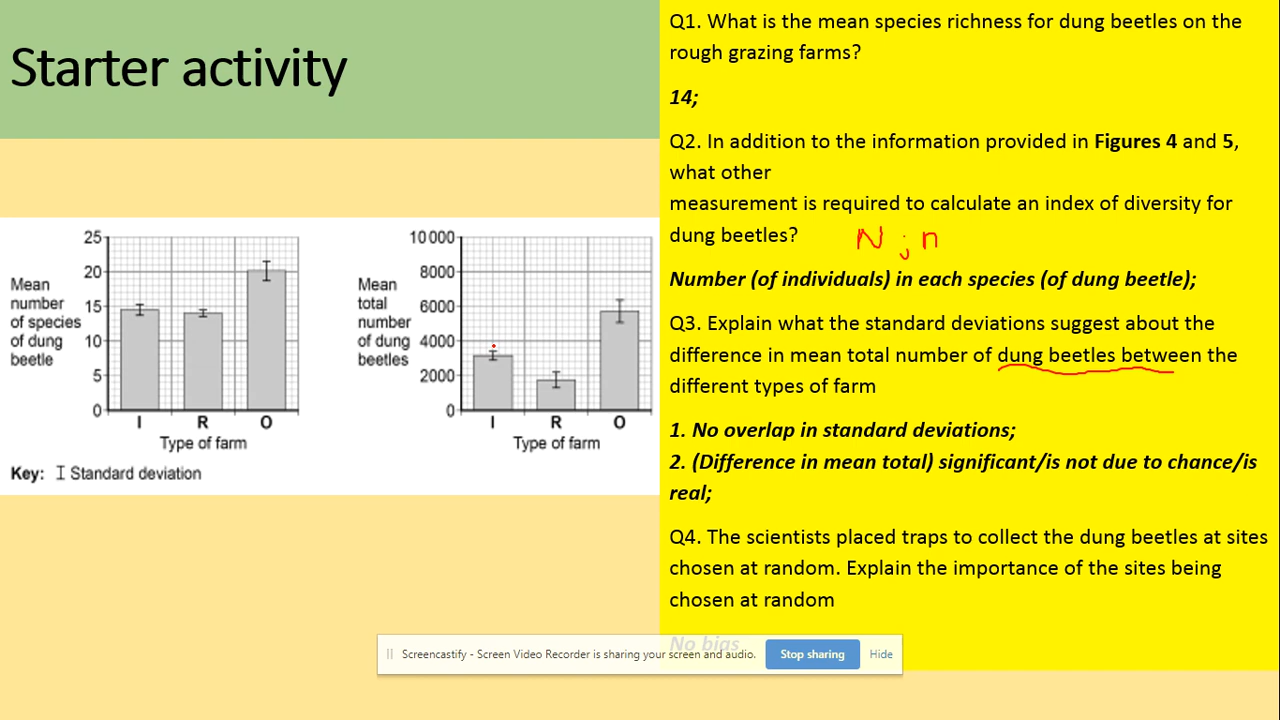 Starter activity
25
20
15
10
5
0
Mean
number
of species
of dung
beetle
I R O
Type of farm
10 000
8000
6000
4000
2000
0
Mean
total
number
of dung
beetles
I R O
Type of farm
Key: I Standard deviation
Q1. What is the mean species richness for dung beetles on the
rough grazing farms?
14;
Q2. In addition to the information provided in Figures 4 and 5,
what other
measurement is required to calculate an index of diversity for
dung beetles?
N ; n
Number (of individuals) in each species (of dung beetle);
Q3. Explain what the standard deviations suggest about the
difference in mean total number of dung beetles between the
different types of farm
1. No overlap in standard deviations;
2. (Difference in mean total) significant/is not due to chance/is
real;
Q4. The scientists placed traps to collect the dung beetles at sites
chosen at random. Explain the importance of the sites being
chosen at random
No bias
Screencastify - Screen Video Recorder is sharing your screen and audio.
Stop sharing
Hide